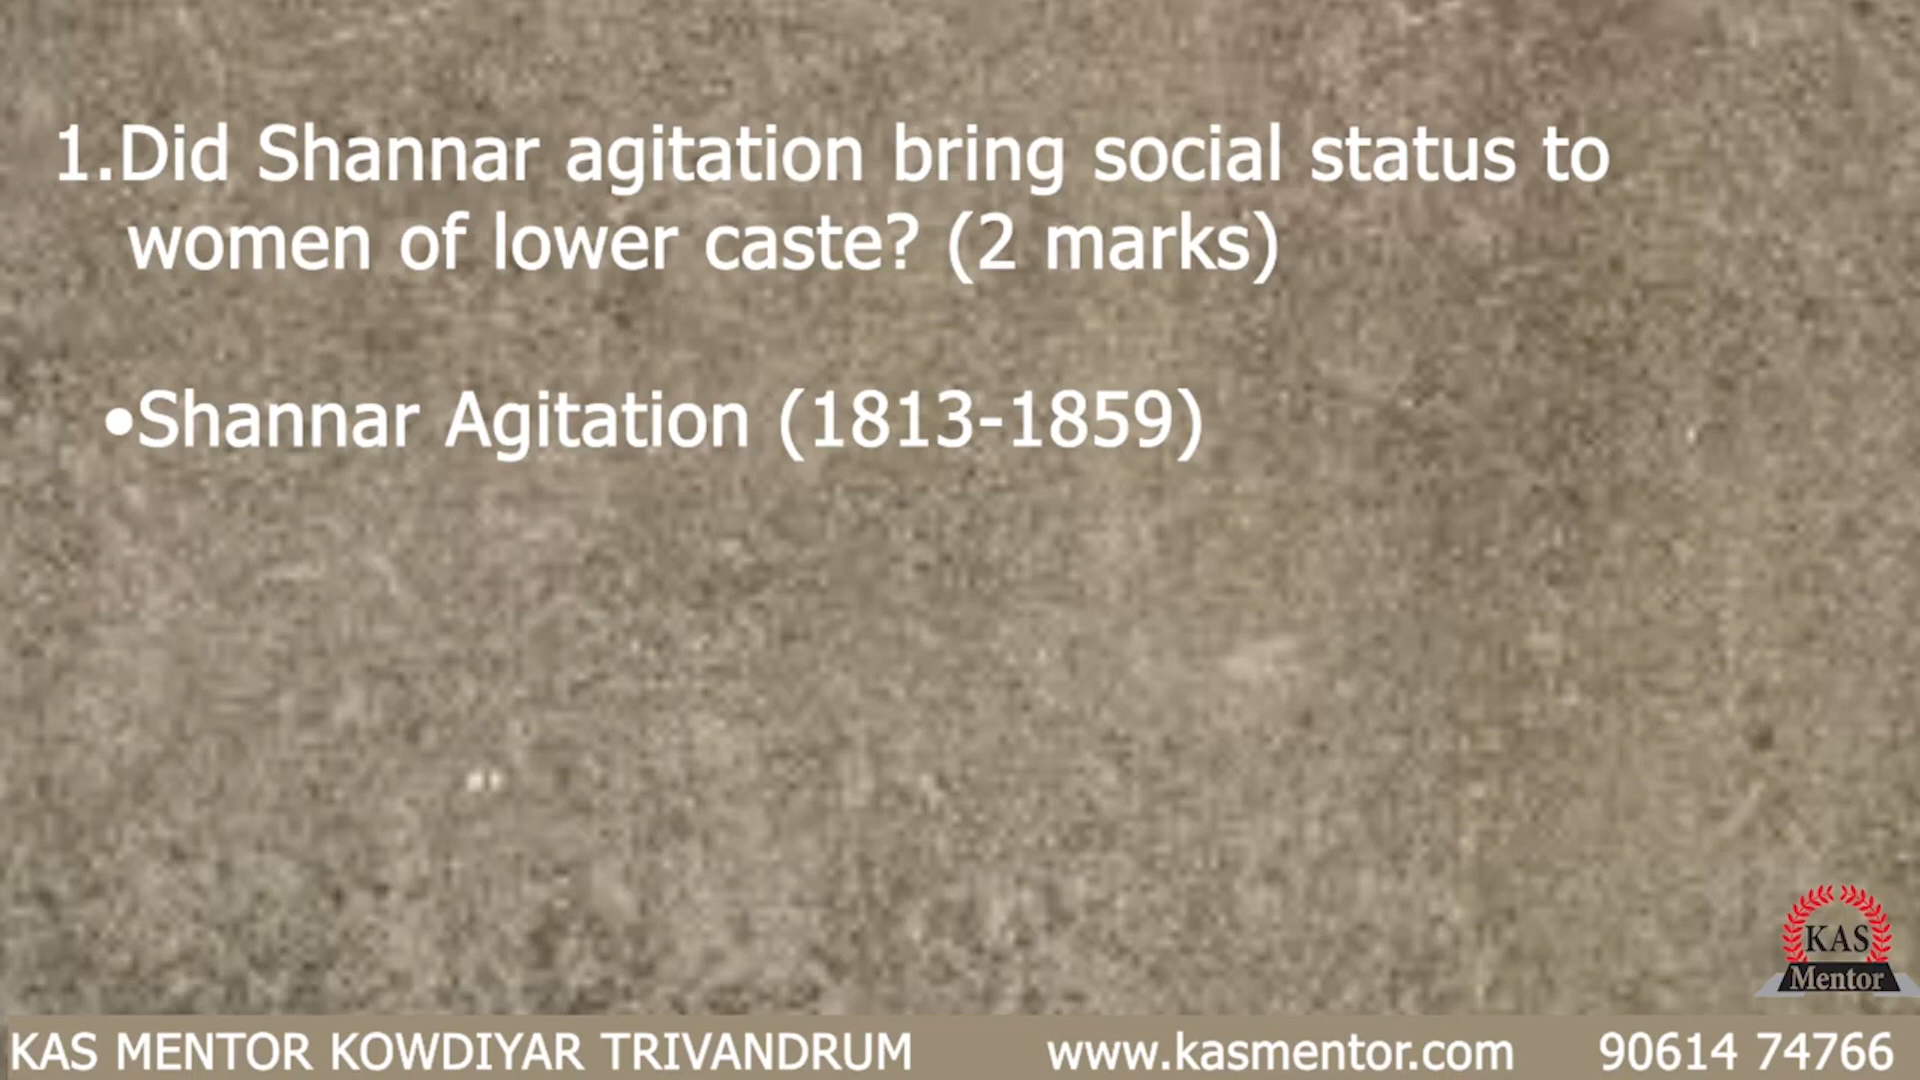 1.Did Shannar agitation bring social status to
women of lower caste? (2 marks)
•Shannar Agitation (1813-1859)
KAS
Mentor
KAS MENTOR KOWDIYAR TRIVANDRUM www.kasmentor.com 90614 74766